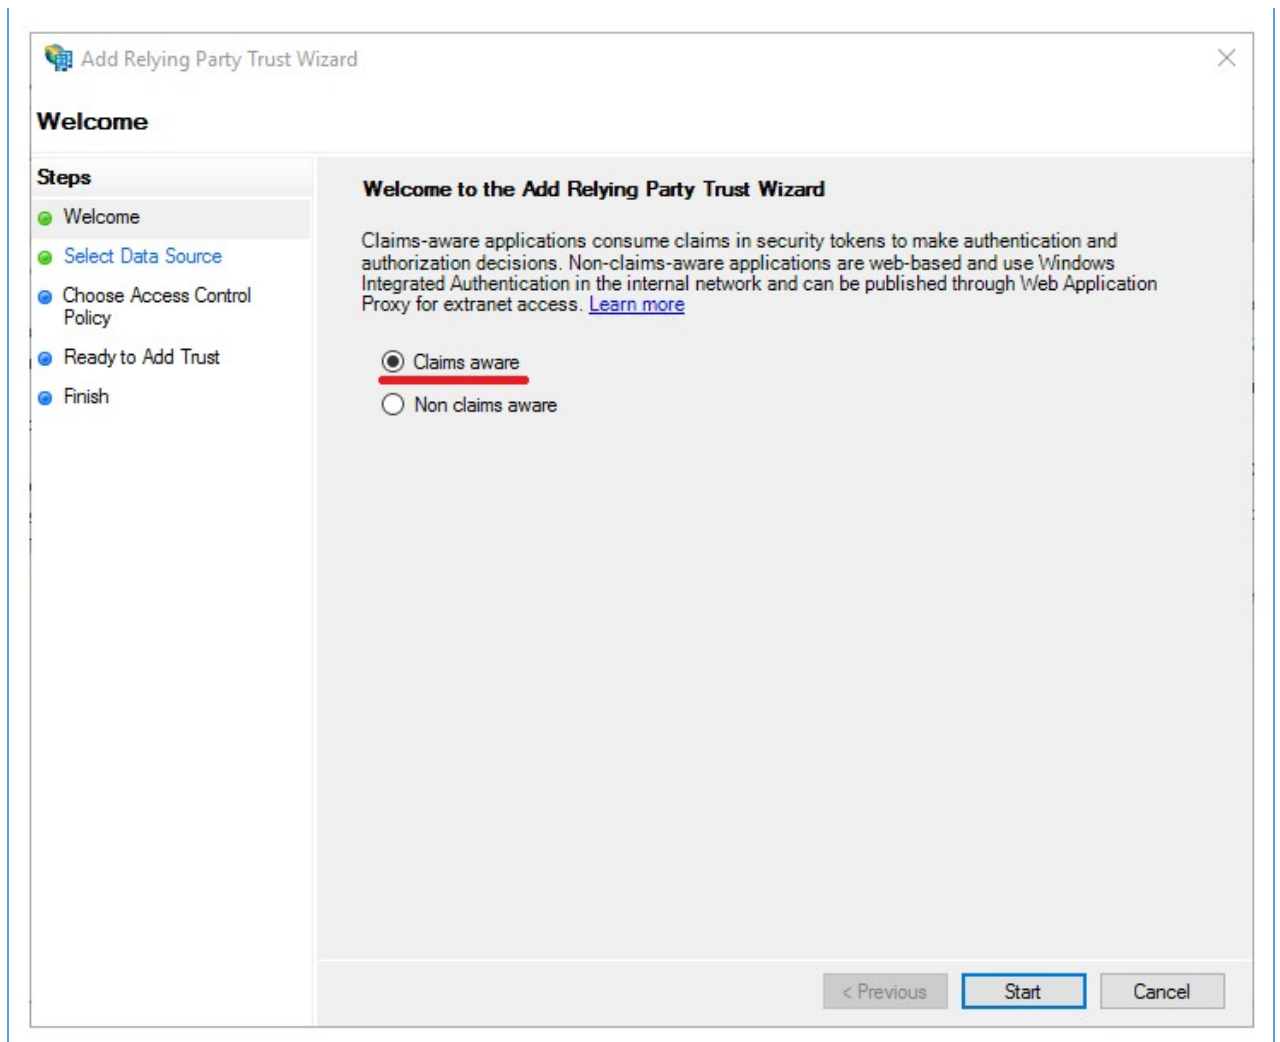 Add Relying Party Trust Wizard
Welcome
Steps
Welcome
Select Data Source
Choose Access Control
Policy
Ready to Add Trust
Finish
Welcome to the Add Relying Party Trust Wizard
Claims-aware applications consume claims in security tokens to make authentication and
authorization decisions. Non-claims-aware applications are web-based and use Windows
Integrated Authentication in the internal network and can be published through Web Application
Proxy for extranet access. Learn more
Claims aware
Non claims aware
< Previous
Start
Cancel